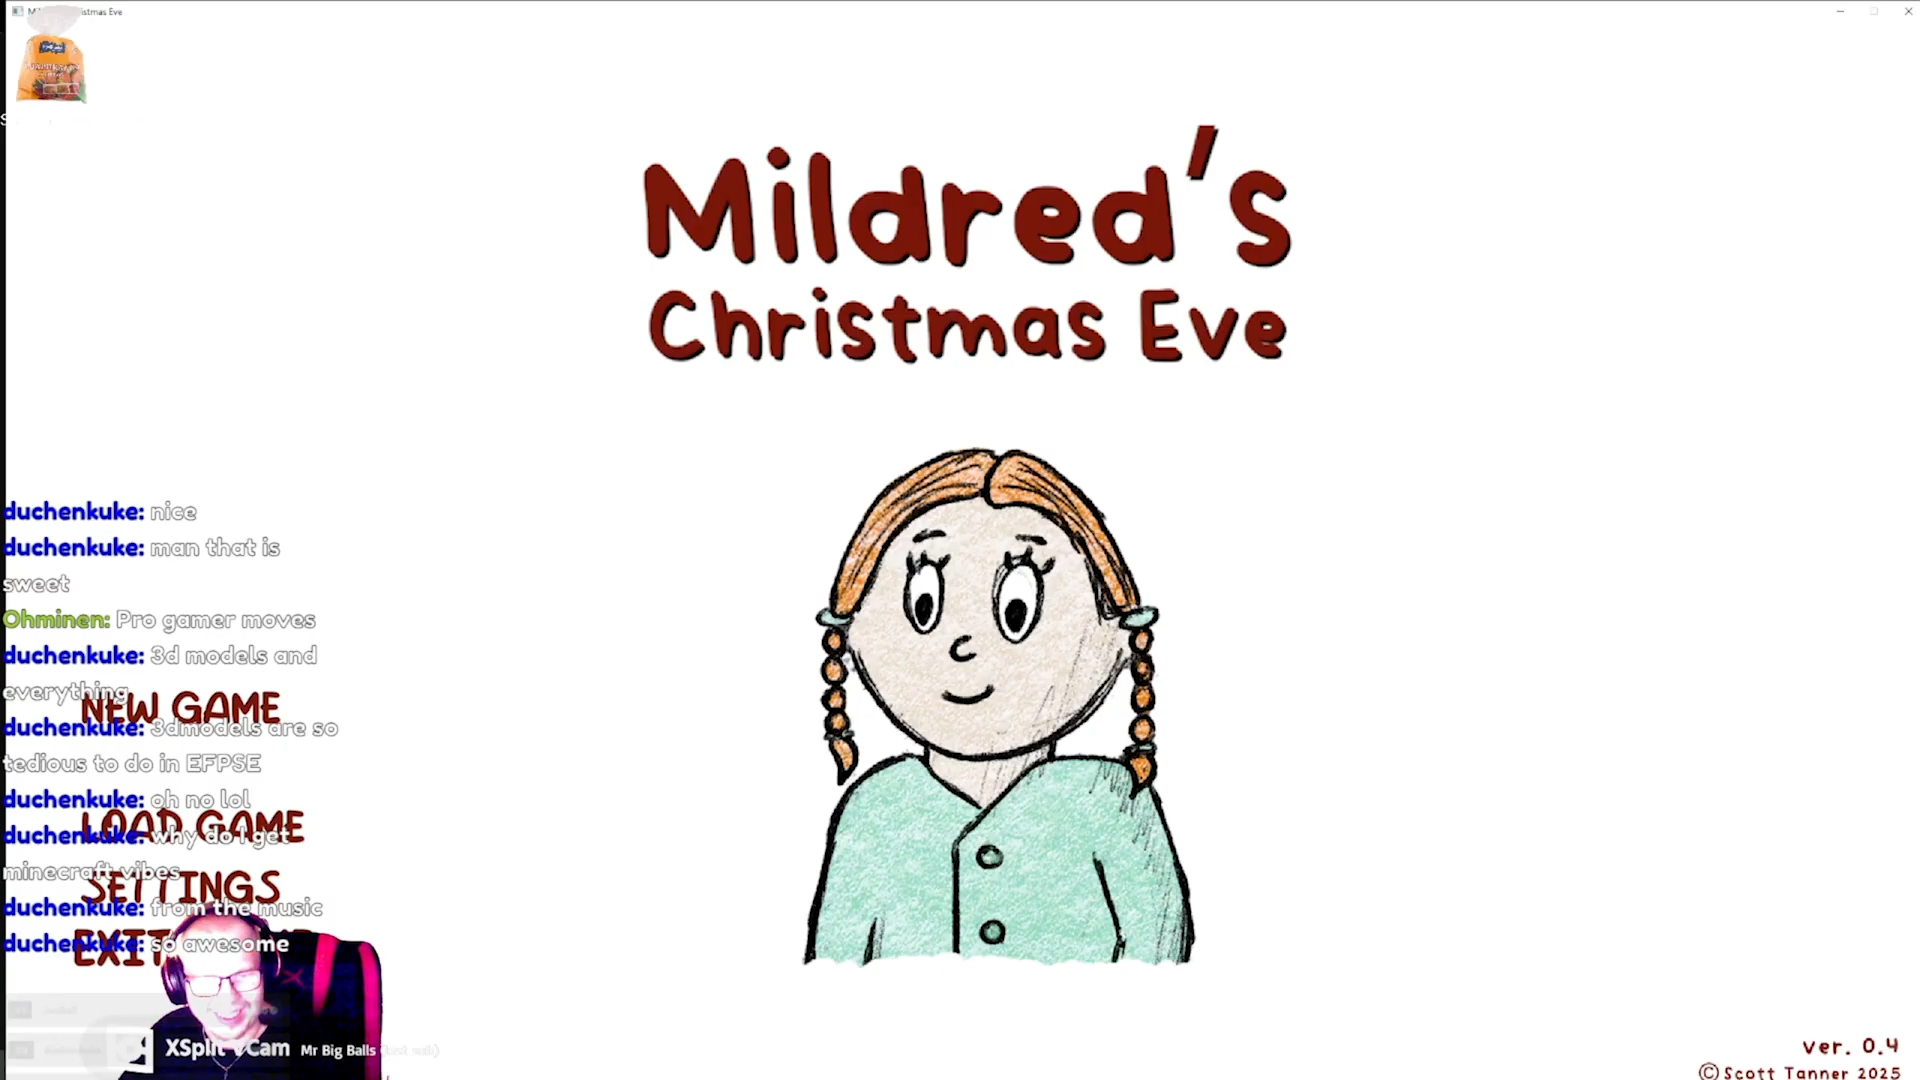 Mildred's
Christmas Eve
duchenkuke: nice
duchenkuke: man that is
sweet
Ohminen: Pro gamer moves
duchenkuke: 3d models and
everything
NEW GAME
duchenkuke: 3dmodels are so
tedious to do in EFPSE
duchenkuke: oh no lol
LOAD GAME
duchenkuke: why do I get
minecraft vibes
SETTINGS
duchenkuke: from the music
duchenkuke: so awesome
EXIT
XSplit VCam
Mr Big Balls
ver. 0.4
©Scott Tanner 2025